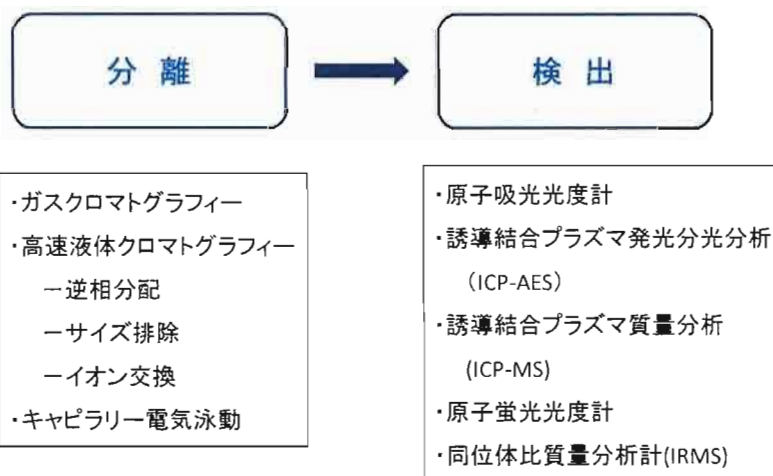 分 離
検 出
・ガスクロマトグラフィー
・高速液体クロマトグラフィー
ー逆相分配
ーサイズ排除
ーイオン交換
・キャピラリー電気泳動
・原子吸光光度計
・誘導結合プラズマ発光分光分析
（ICP-AES）
・誘導結合プラズマ質量分析
(ICP-MS)
・原子蛍光光度計
・同位体比質量分析計(IRMS)